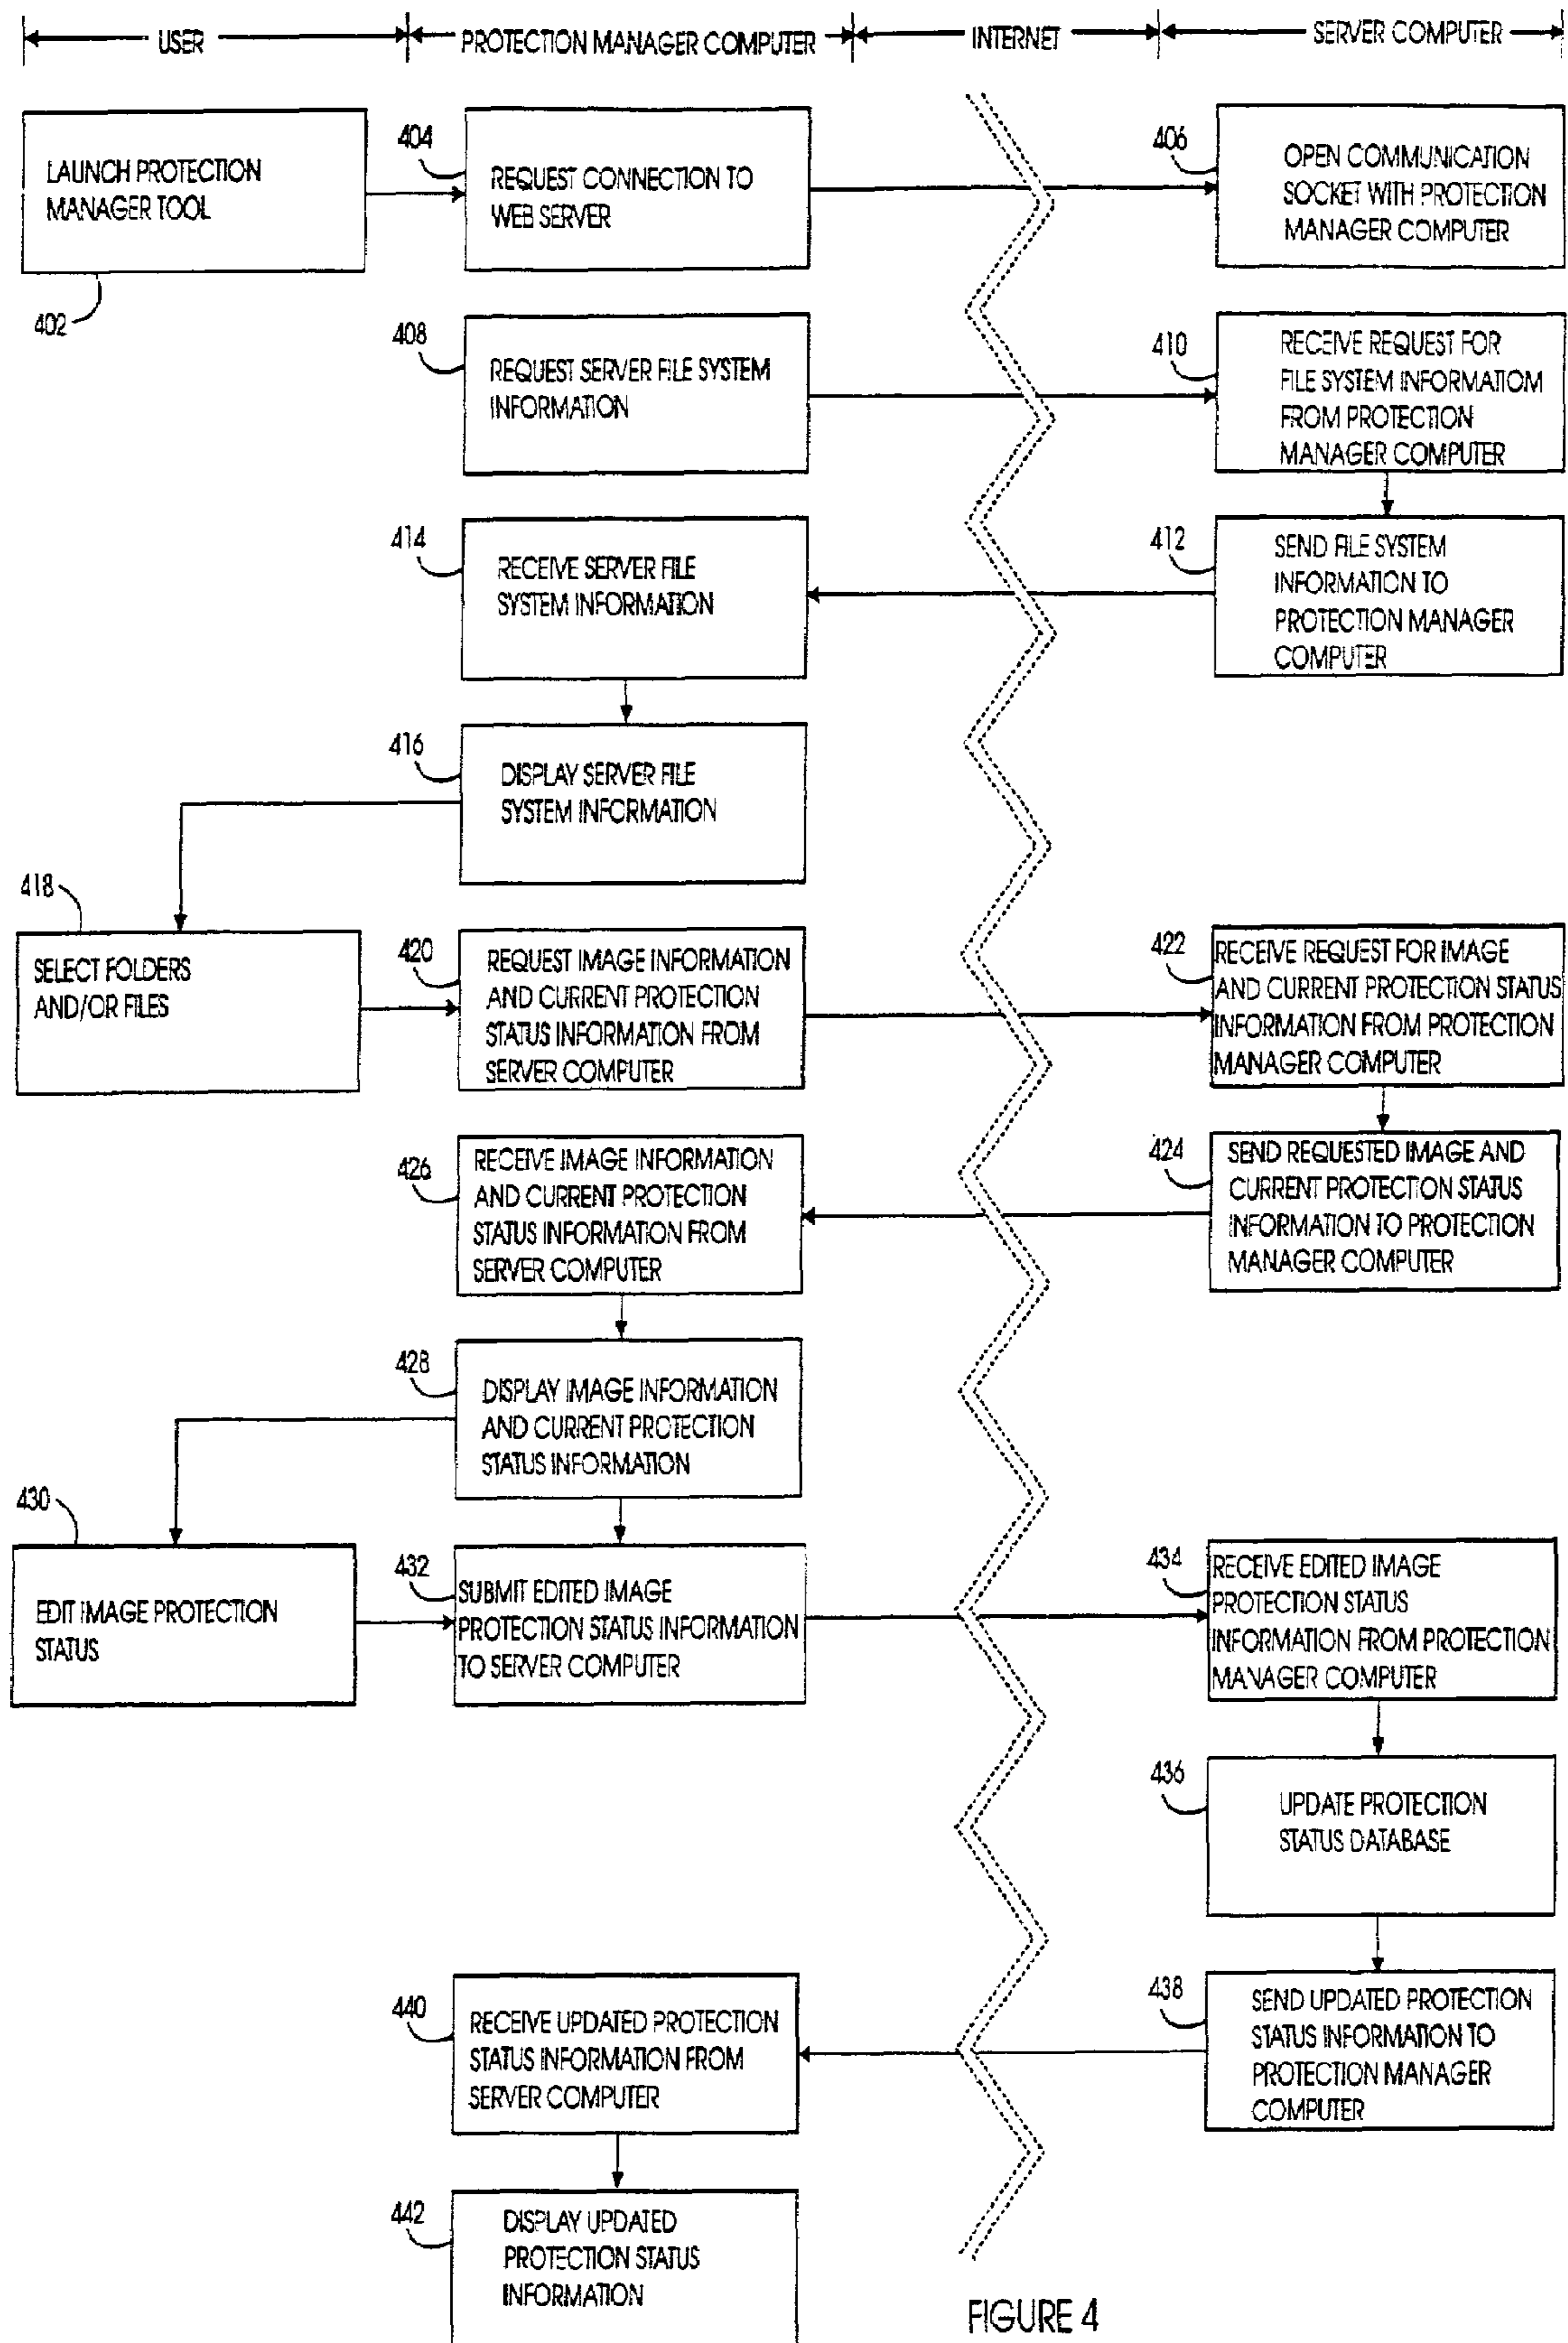 USER
PROTECTION MANAGER COMPUTER
INTERNET
SERVER COMPUTER
LAUNCH PROTECTION
MANAGER TOOL
402
404
REQUEST CONNECTION TO
WEB SERVER
406
OPEN COMMUNICATION
SOCKET WITH PROTECTION
MANAGER COMPUTER
408
REQUEST SERVER FILE SYSTEM
INFORMATION
410
RECEIVE REQUEST FOR
FILE SYSTEM INFORMATIOM
FROM PROTECTION
MANAGER COMPUTER
412
SEND FILE SYSTEM
INFORMATION TO
PROTECTION MANAGER
COMPUTER
414
RECEIVE SERVER FILE
SYSTEM INFORMATION
416
DISPLAY SERVER FILE
SYSTEM INFORMATION
418
SELECT FOLDERS
AND/OR FILES
420
REQUEST IMAGE INFORMATION
AND CURRENT PROTECTION
STATUS INFORMATION FROM
SERVER COMPUTER
422
RECEIVE REQUEST FOR IMAGE
AND CURRENT PROTECTION STATUS
INFORMATION FROM PROTECTION
MANAGER COMPUTER
424
SEND REQUESTED IMAGE AND
CURRENT PROTECTION STATUS
INFORMATION TO PROTECTION
MANAGER COMPUTER
426
RECEIVE IMAGE INFORMATION
AND CURRENT PROTECTION
STATUS INFORMATION FROM
SERVER COMPUTER
428
DISPLAY IMAGE INFORMATION
AND CURRENT PROTECTION
STATUS INFORMATION
430
EDIT IMAGE PROTECTION
STATUS
432
SUBMIT EDITED IMAGE
PROTECTION STATUS INFORMATION
TO SERVER COMPUTER
434
RECEIVE EDITED IMAGE
PROTECTION STATUS
INFORMATION FROM PROTECTION
MANAGER COMPUTER
436
UPDATE PROTECTION
STATUS DATABASE
438
SEND UPDATED PROTECTION
STATUS INFORMATION TO
PROTECTION MANAGER
COMPUTER
440
RECEIVE UPDATED PROTECTION
STATUS INFORMATION FROM
SERVER COMPUTER
442
DISPLAY UPDATED
PROTECTION STATUS
INFORMATION
FIGURE 4